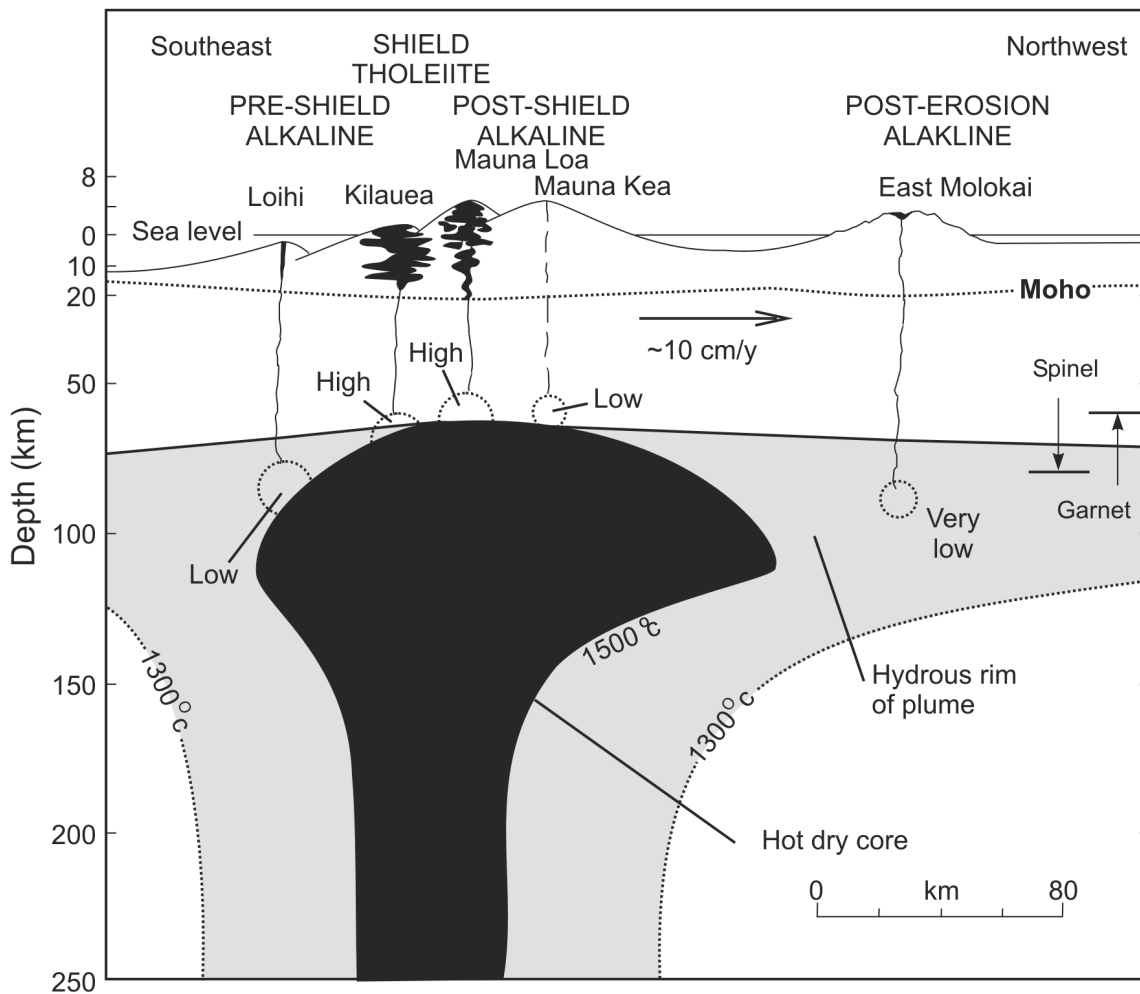 Southeast
SHIELD
THOLEIITE
Northwest
PRE-SHIELD
ALKALINE
POST-SHIELD
ALKALINE
POST-EROSION
ALAKLINE
Mauna Loa
Mauna Kea
Loihi
Kilauea
East Molokai
Sea level
8
0
10
20
50
100
150
200
250
Depth (km)
Moho
~10 cm/y
High
High
Low
Low
Very
low
Spinel
Garnet
1300°c
1500°c
1300°c
Hydrous rim
of plume
Hot dry core
0 km 80